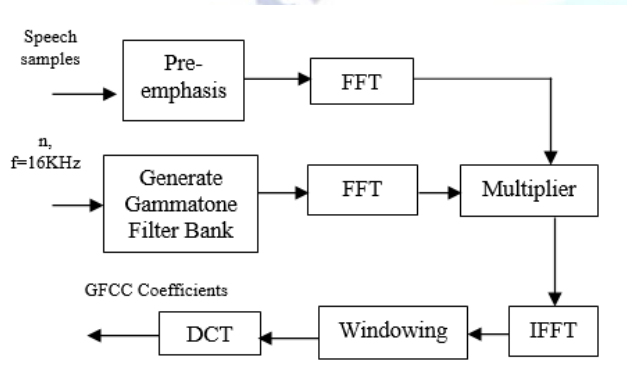 Speech
samples
Pre-
emphasis
FFT
n,
f=16KHz
Generate
Gammatone
Filter Bank
FFT
Multiplier
GFCC Coefficients
DCT
Windowing
IFFT